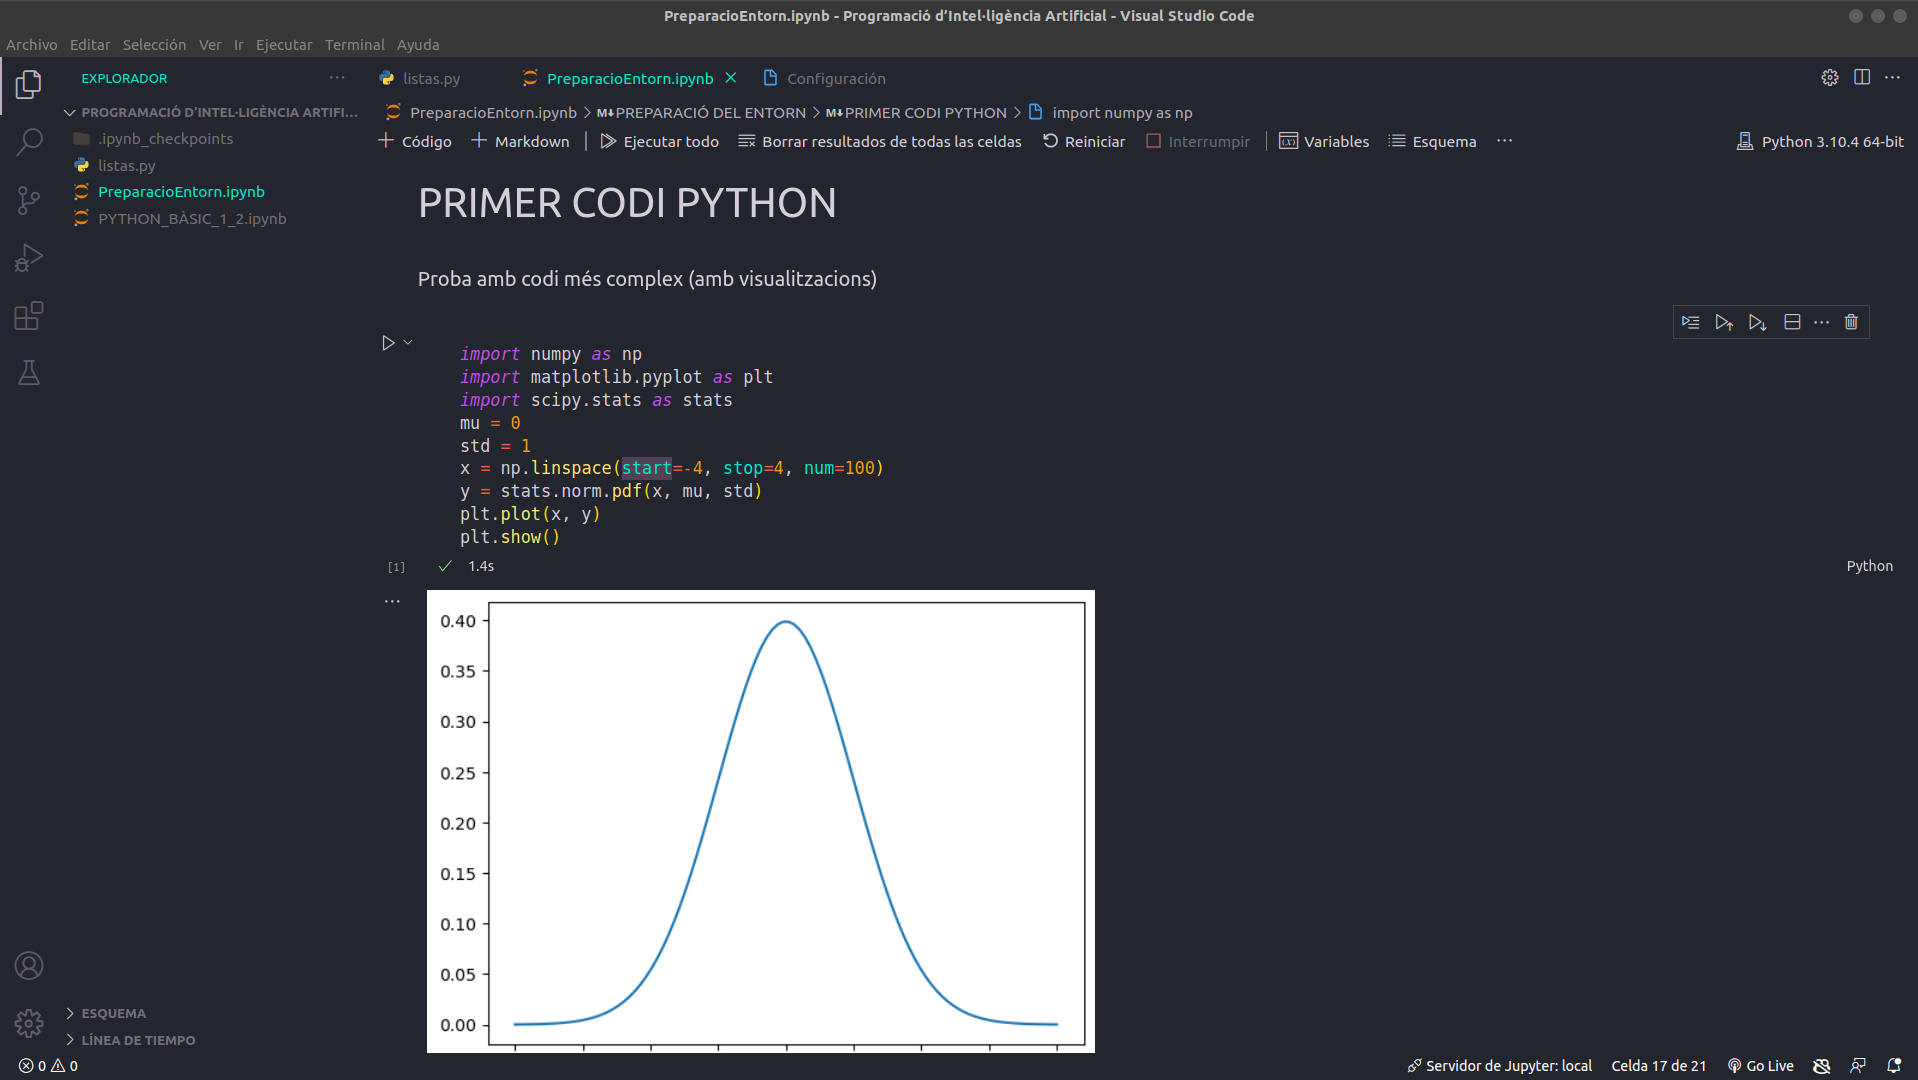 PreparacioEntorn.ipynb - Programació d’Intel·ligència Artificial - Visual Studio Code
Archivo Editar Selección Ver Ir Ejecutar Terminal Ayuda
EXPLORADOR
PROGRAMACIÓ D’INTEL·LIGÈNCIA ARTIFI...
.ipynb_checkpoints
listas.py
PreparacioEntorn.ipynb
PYTHON_BÀSIC_1_2.ipynb
listas.py PreparacioEntorn.ipynb Configuración
PreparacioEntorn.ipynb > M↓PREPARACIÓ DEL ENTORN > M↓PRIMER CODI PYTHON > import numpy as np
Código Markdown Ejecutar todo Borrar resultados de todas las celdas Reiniciar Interrumpir Variables Esquema Python 3.10.4 64-bit
PRIMER CODI PYTHON
Proba amb codi més complex (amb visualitzacions)
import numpy as np
import matplotlib.pyplot as plt
import scipy.stats as stats
mu = 0
std = 1
x = np.linspace(start=-4, stop=4, num=100)
y = stats.norm.pdf(x, mu, std)
plt.plot(x, y)
plt.show()
[1] 1.4s Python
0.40
0.35
0.30
0.25
0.20
0.15
0.10
0.05
0.00
ESQUEMA
LÍNEA DE TIEMPO
0 0 Servidor de Jupyter: local Celda 17 de 21 Go Live